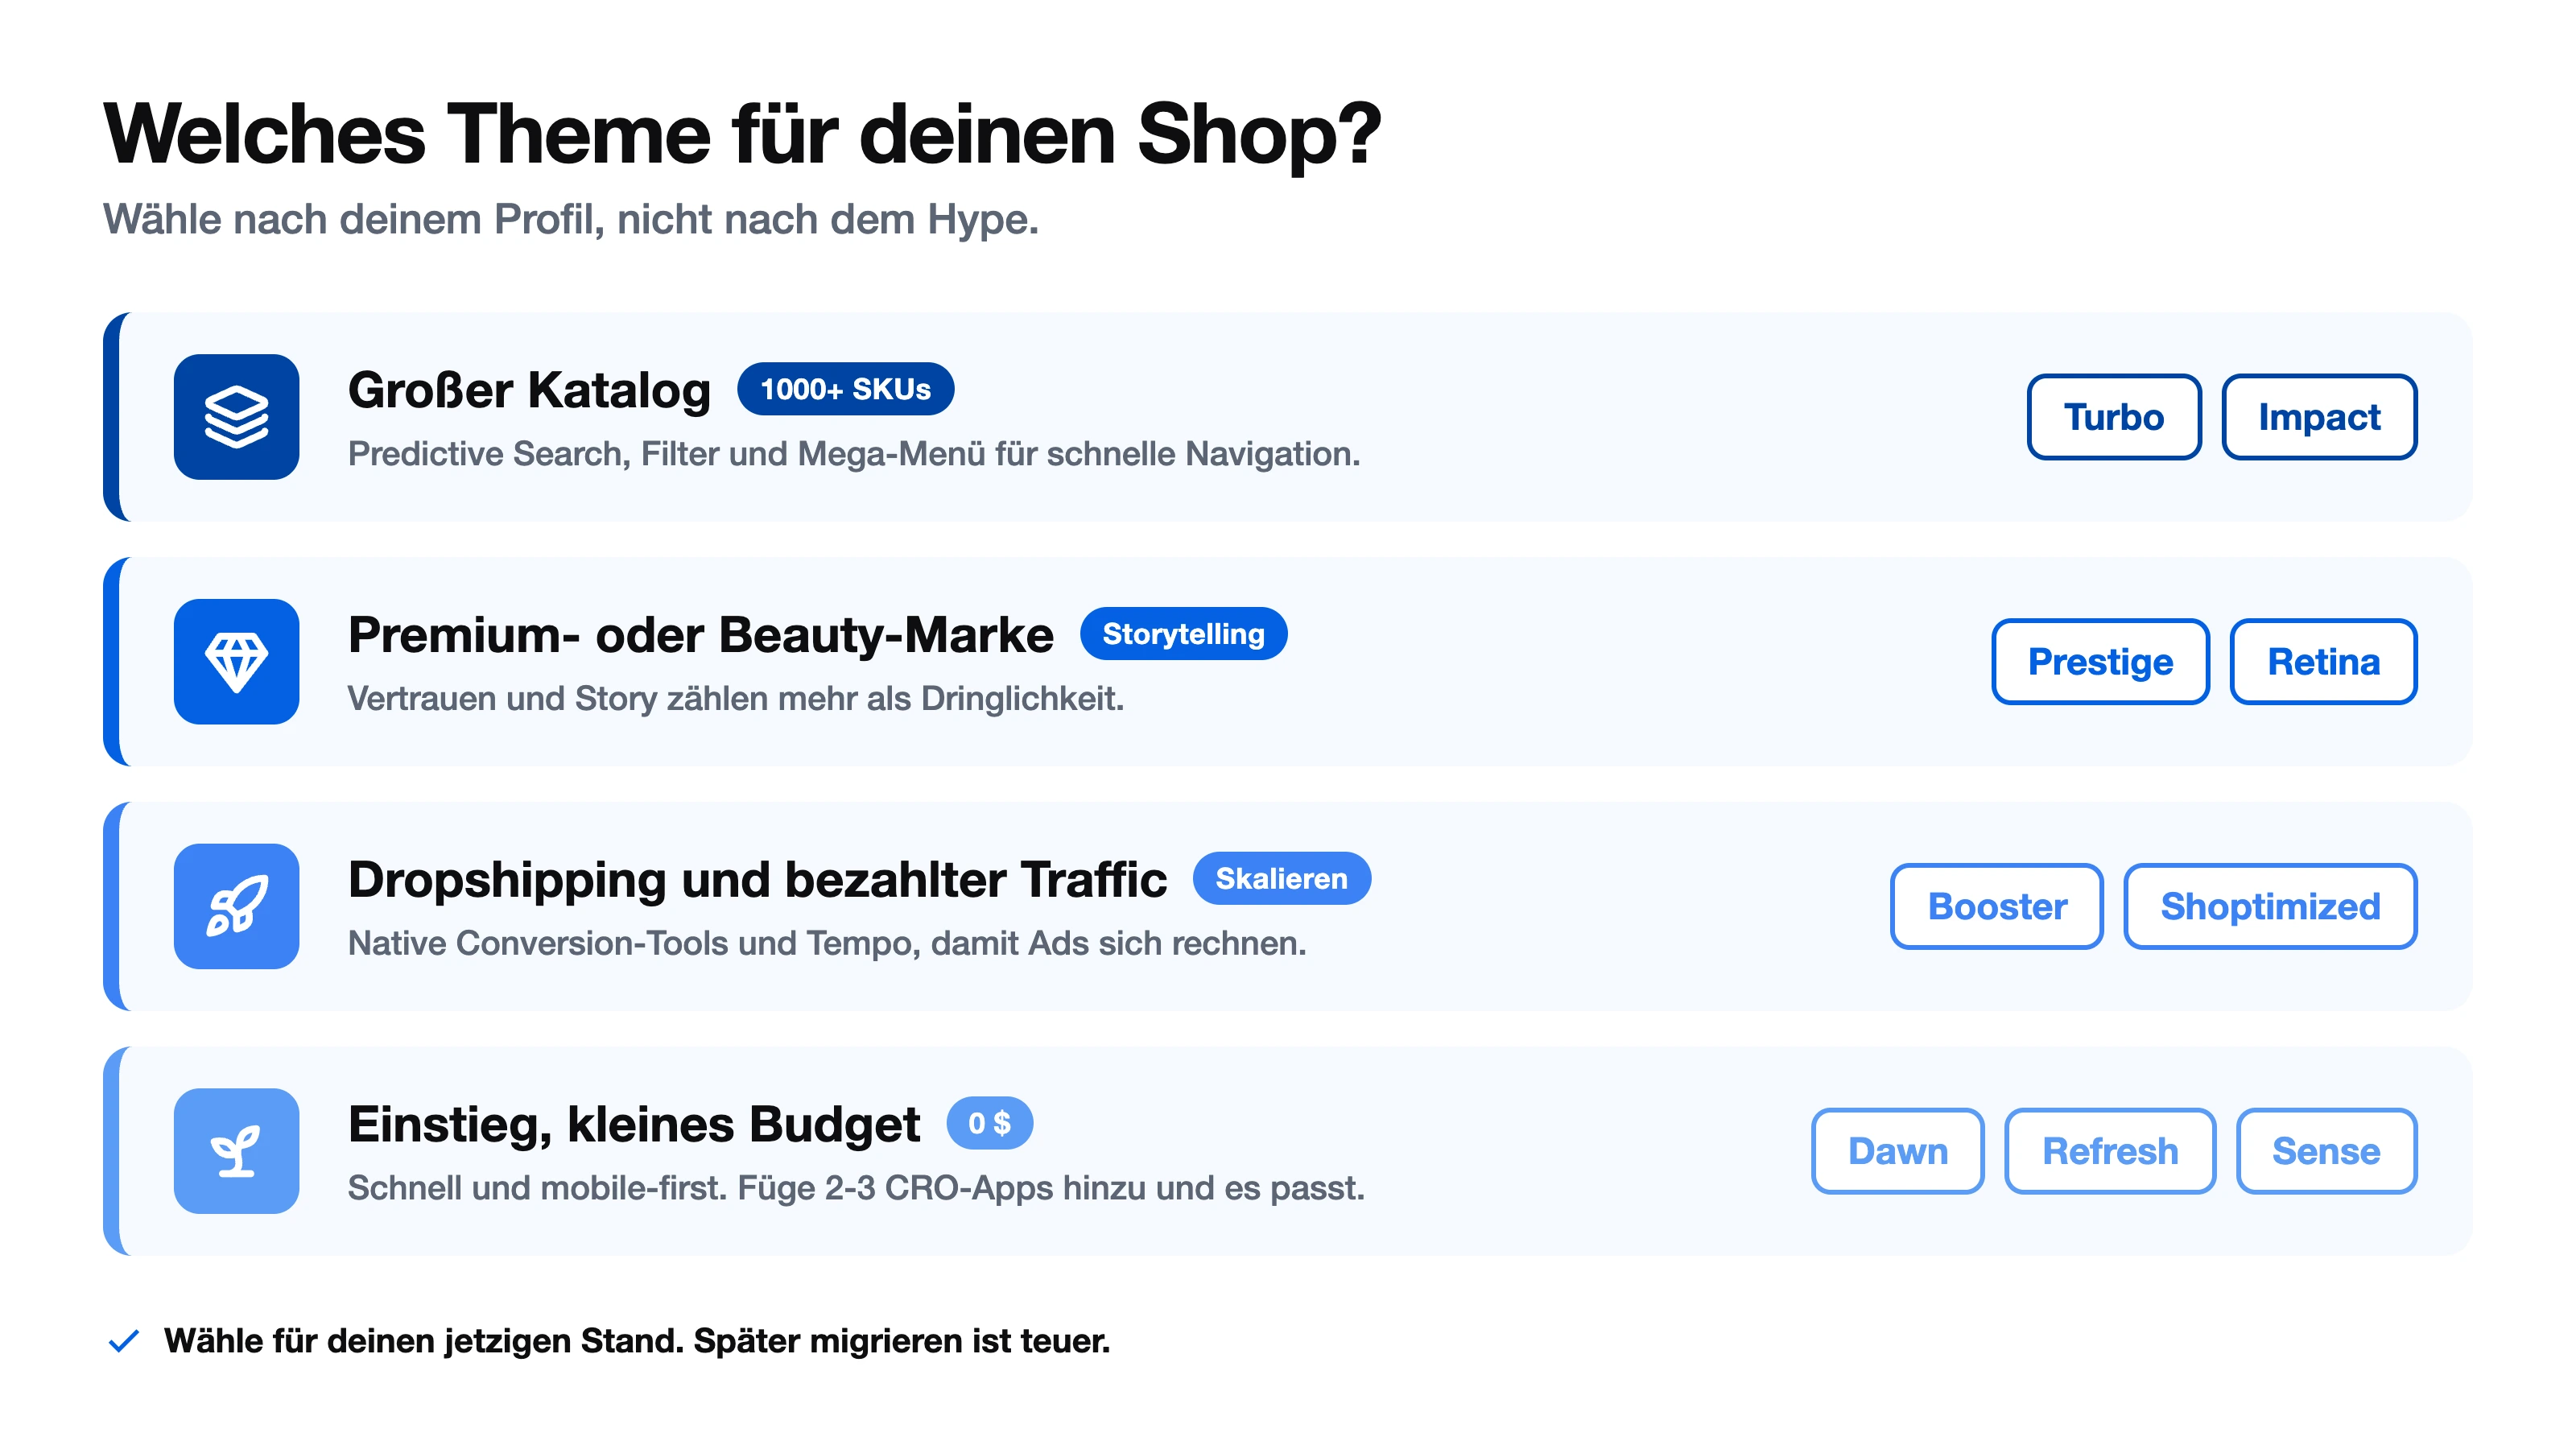 Welches Theme für deinen Shop?
Wähle nach deinem Profil, nicht nach dem Hype.
Großer Katalog 1000+ SKUs
Predictive Search, Filter und Mega-Menü für schnelle Navigation.
Turbo Impact
Premium- oder Beauty-Marke Storytelling
Vertrauen und Story zählen mehr als Dringlichkeit.
Prestige Retina
Dropshipping und bezahlter Traffic Skalieren
Native Conversion-Tools und Tempo, damit Ads sich rechnen.
Booster Shoptimized
Einstieg, kleines Budget 0 $
Schnell und mobile-first. Füge 2-3 CRO-Apps hinzu und es passt.
Dawn Refresh Sense
Wähle für deinen jetzigen Stand. Später migrieren ist teuer.